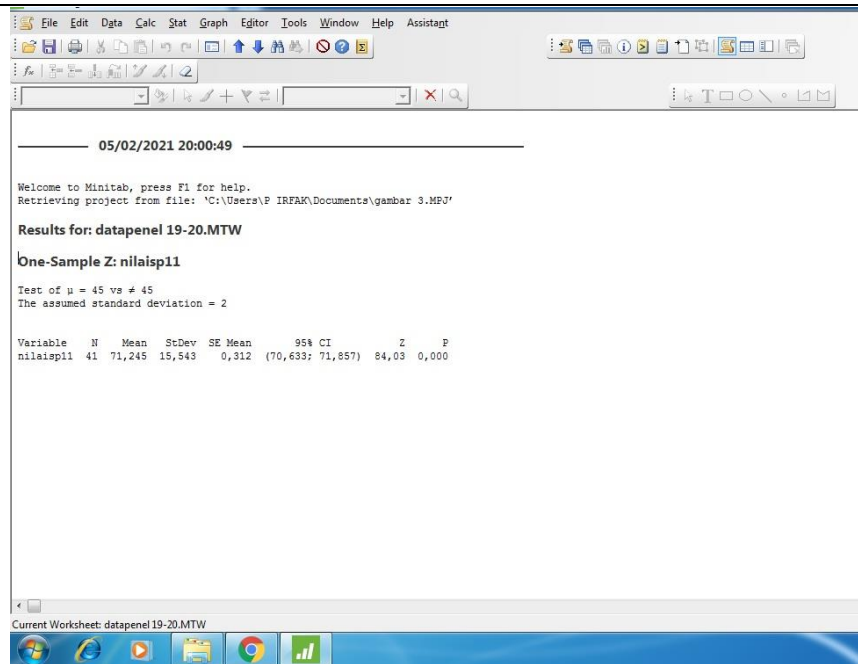 File Edit Data Calc Stat Graph Editor Tools Window Help Assistant
05/02/2021 20:00:49
Welcome to Minitab, press F1 for help.
Retrieving project from file: 'C:\Users\P IRFAK\Documents\gambar 3.MPJ'
Results for: datapenel 19-20.MTW
One-Sample Z: nilaisp11
Test of μ = 45 vs ≠ 45
The assumed standard deviation = 2
Variable N Mean StDev SE Mean 95% CI Z P
nilaisp11 41 71,245 15,543 0,312 (70,633; 71,857) 84,03 0,000
Current Worksheet: datapenel 19-20.MTW